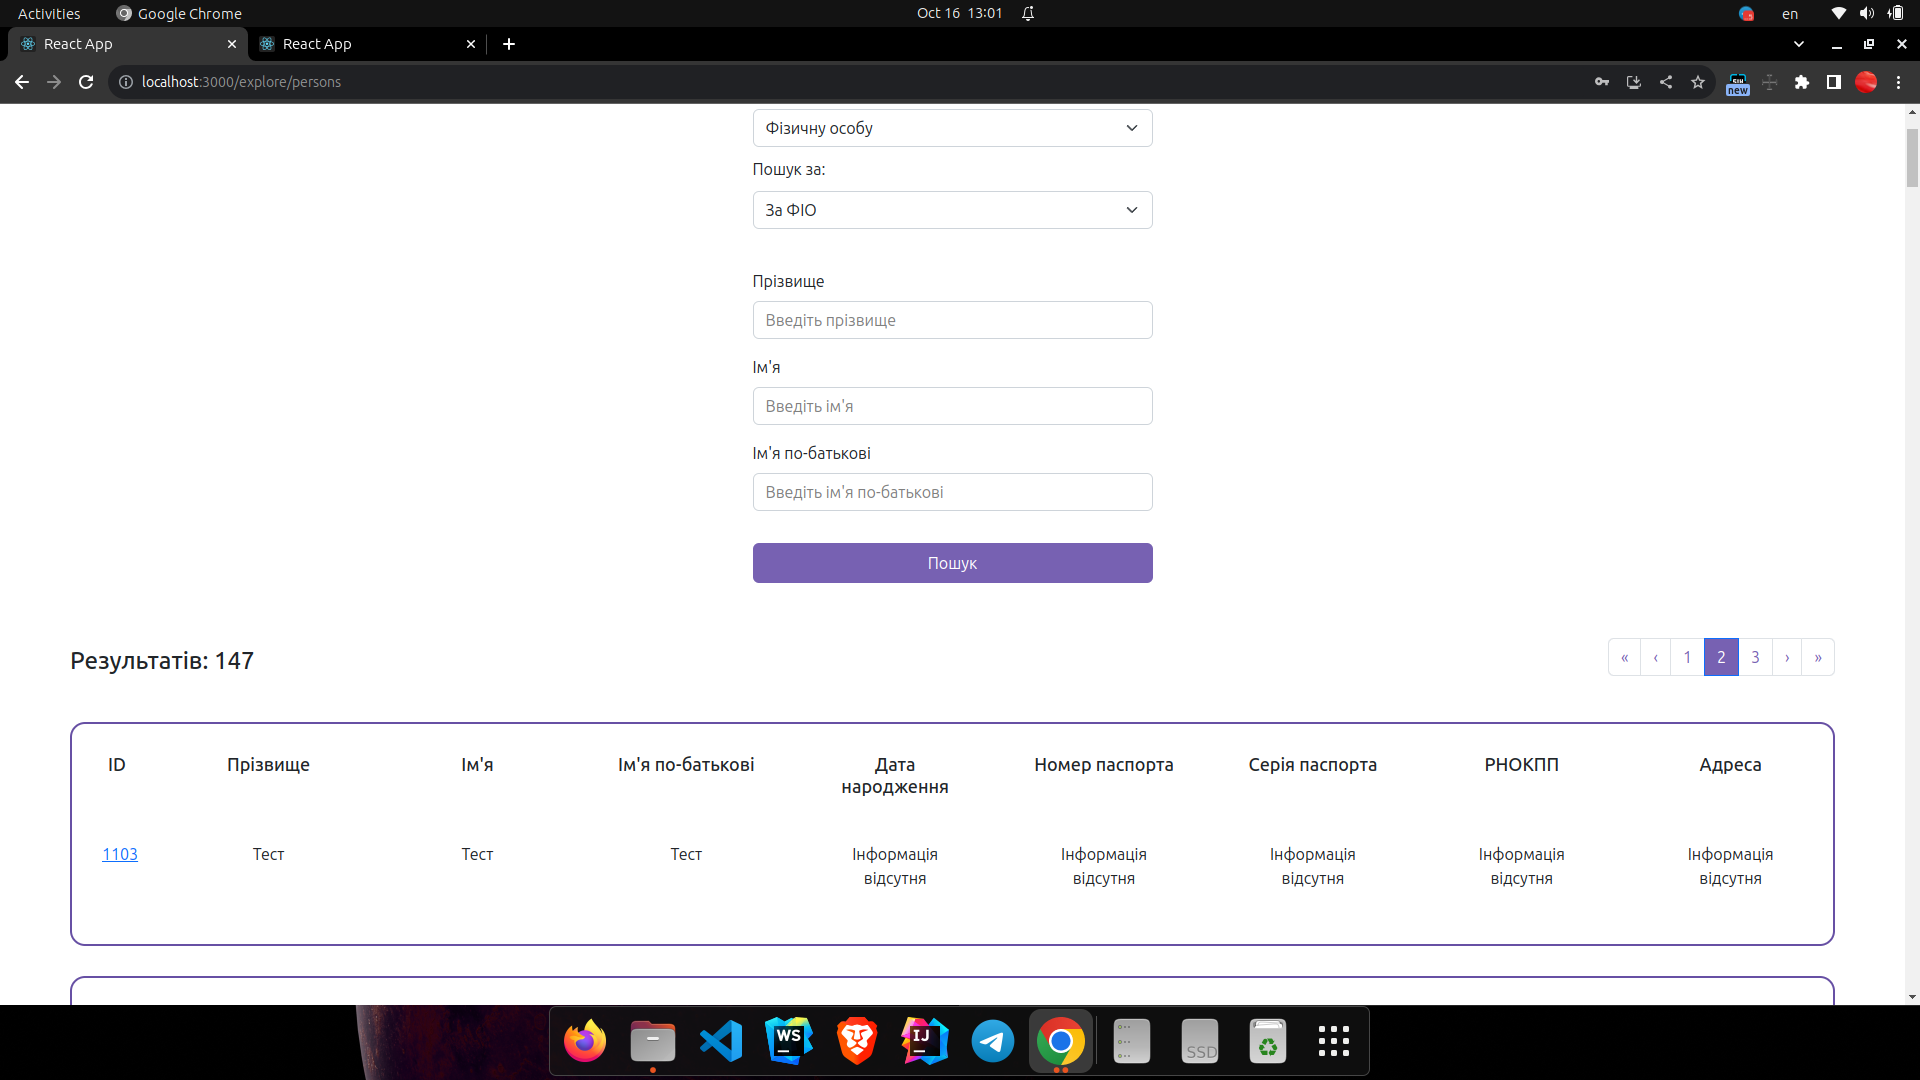 Activities
Google Chrome
Oct 16 13:01
en
React App
React App
localhost:3000/explore/persons
new
Фізичну особу
Пошук за:
За ФІО
Прізвище
Введіть прізвище
Ім'я
Введіть ім'я
Ім'я по-батькові
Введіть ім'я по-батькові
Пошук
Результатів: 147
« ‹ 1 2 3 › »
ID Прізвище Ім'я Ім'я по-батькові Дата народження Номер паспорта Серія паспорта РНОКПП Адреса
1103 Тест Тест Тест Інформація відсутня Інформація відсутня Інформація відсутня Інформація відсутня Інформація відсутня
WS
IJ
SSD